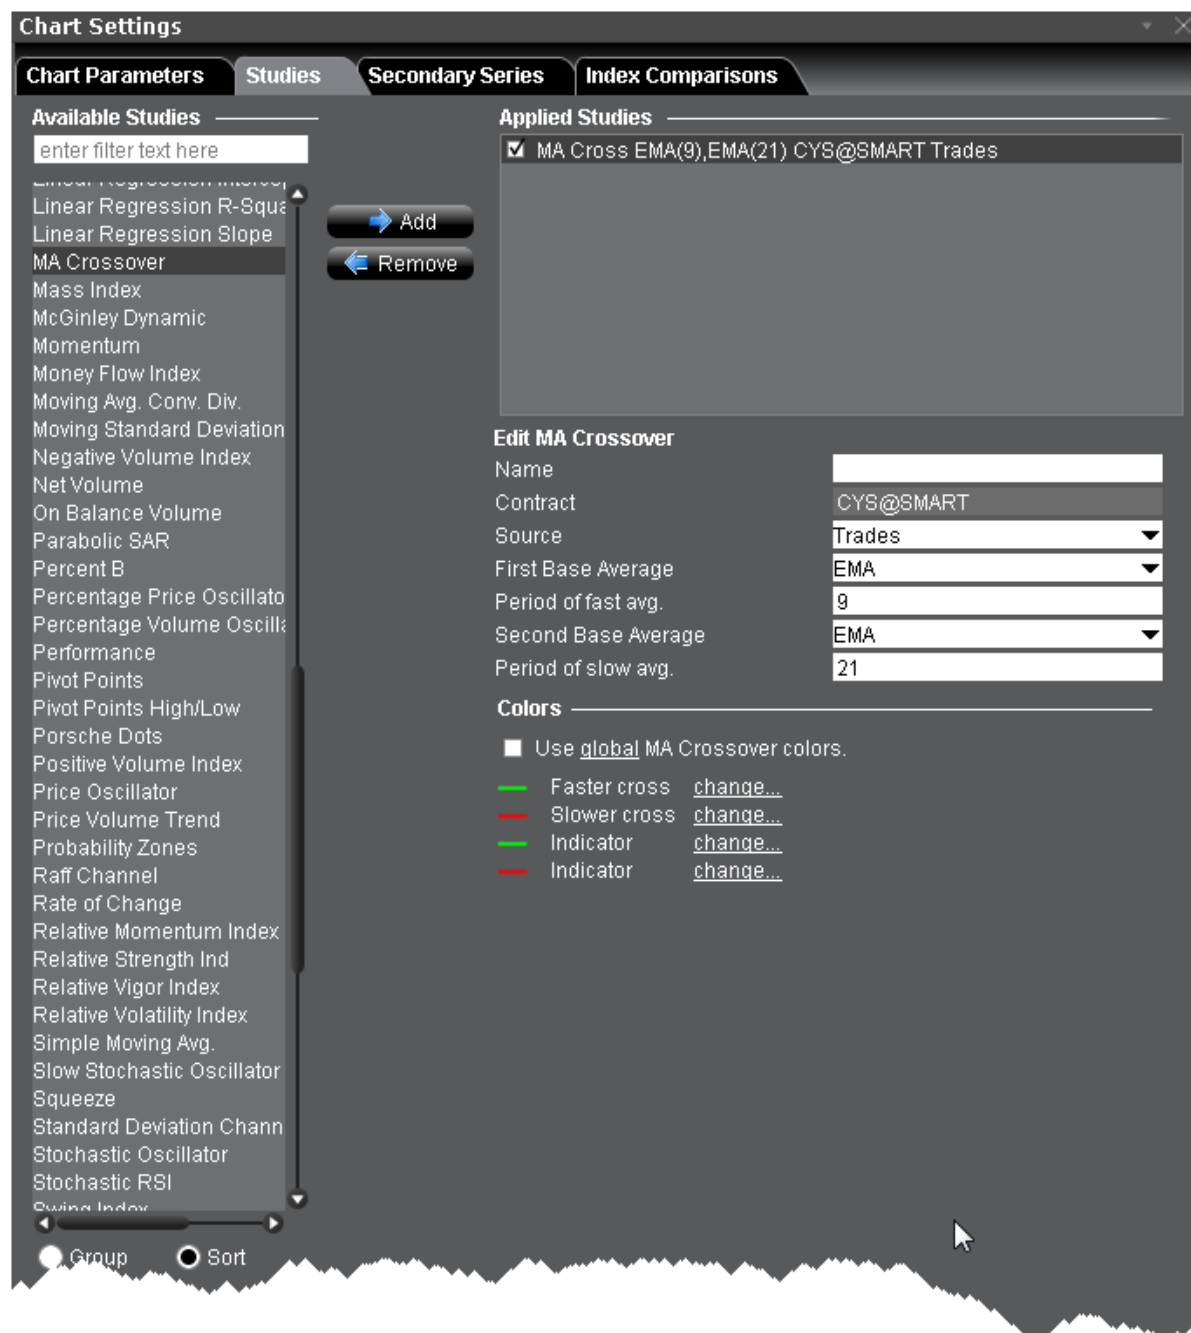 Chart Settings
Chart Parameters
Studies
Secondary Series
Index Comparisons
Available Studies
enter filter text here
Linear Regression R-Squa
Linear Regression Slope
MA Crossover
Mass Index
McGinley Dynamic
Momentum
Money Flow Index
Moving Avg. Conv. Div.
Moving Standard Deviation
Negative Volume Index
Net Volume
On Balance Volume
Parabolic SAR
Percent B
Percentage Price Oscillato
Percentage Volume Oscilla
Performance
Pivot Points
Pivot Points High/Low
Porsche Dots
Positive Volume Index
Price Oscillator
Price Volume Trend
Probability Zones
Raff Channel
Rate of Change
Relative Momentum Index
Relative Strength Ind
Relative Vigor Index
Relative Volatility Index
Simple Moving Avg.
Slow Stochastic Oscillator
Squeeze
Standard Deviation Chann
Stochastic Oscillator
Stochastic RSI
Swing Index
Group
Sort
Add
Remove
Applied Studies
MA Cross EMA(9),EMA(21) CYS@SMART Trades
Edit MA Crossover
Name
Contract CYS@SMART
Source Trades
First Base Average EMA
Period of fast avg. 9
Second Base Average EMA
Period of slow avg. 21
Colors
Use global MA Crossover colors.
Faster cross change...
Slower cross change...
Indicator change...
Indicator change...